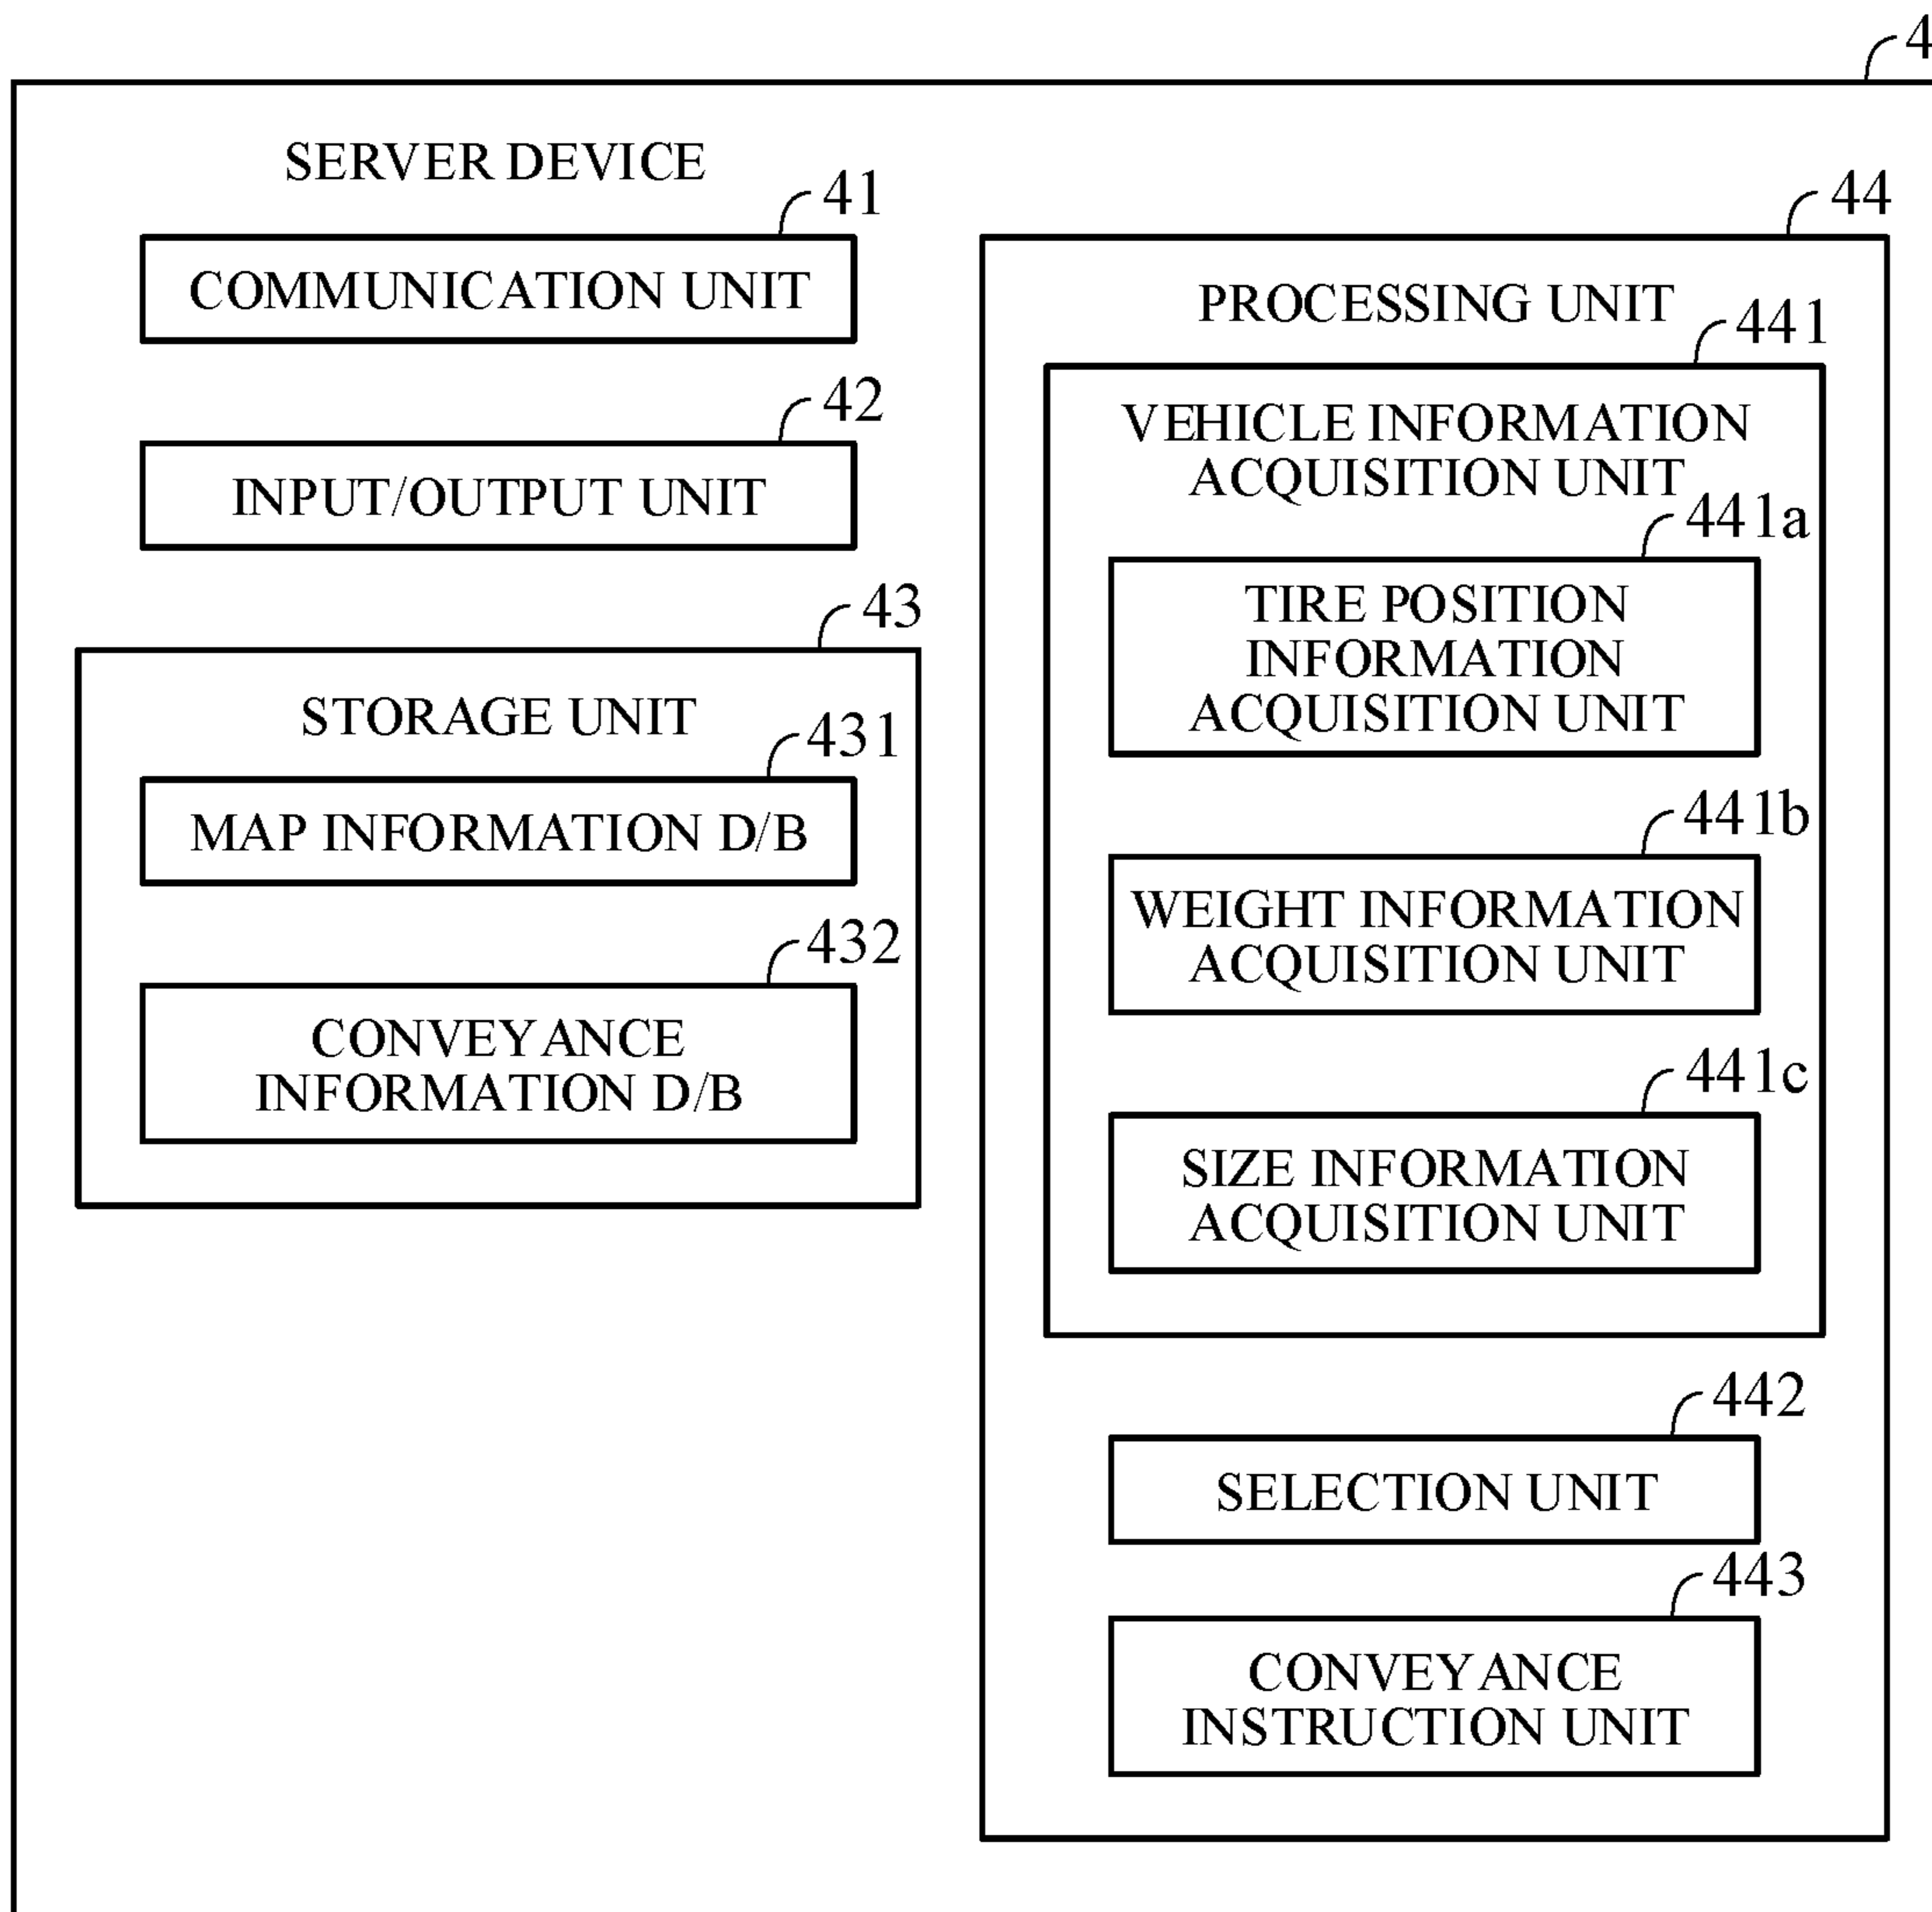 4
SERVER DEVICE
41
COMMUNICATION UNIT
42
INPUT/OUTPUT UNIT
43
STORAGE UNIT
431
MAP INFORMATION D/B
432
CONVEYANCE
INFORMATION D/B
44
PROCESSING UNIT
441
VEHICLE INFORMATION
ACQUISITION UNIT
441a
TIRE POSITION
INFORMATION
ACQUISITION UNIT
441b
WEIGHT INFORMATION
ACQUISITION UNIT
441c
SIZE INFORMATION
ACQUISITION UNIT
442
SELECTION UNIT
443
CONVEYANCE
INSTRUCTION UNIT